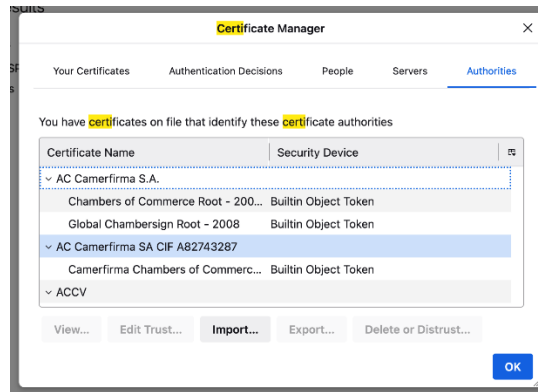 sults
SF
s
Certificate Manager
Your Certificates Authentication Decisions People Servers Authorities
You have certificates on file that identify these certificate authorities
Certificate Name Security Device
AC Camerfirma S.A.
Chambers of Commerce Root - 200... Builtin Object Token
Global Chambersign Root - 2008 Builtin Object Token
AC Camerfirma SA CIF A82743287
Camerfirma Chambers of Commerc... Builtin Object Token
ACCV
View... Edit Trust... Import... Export... Delete or Distrust...
OK